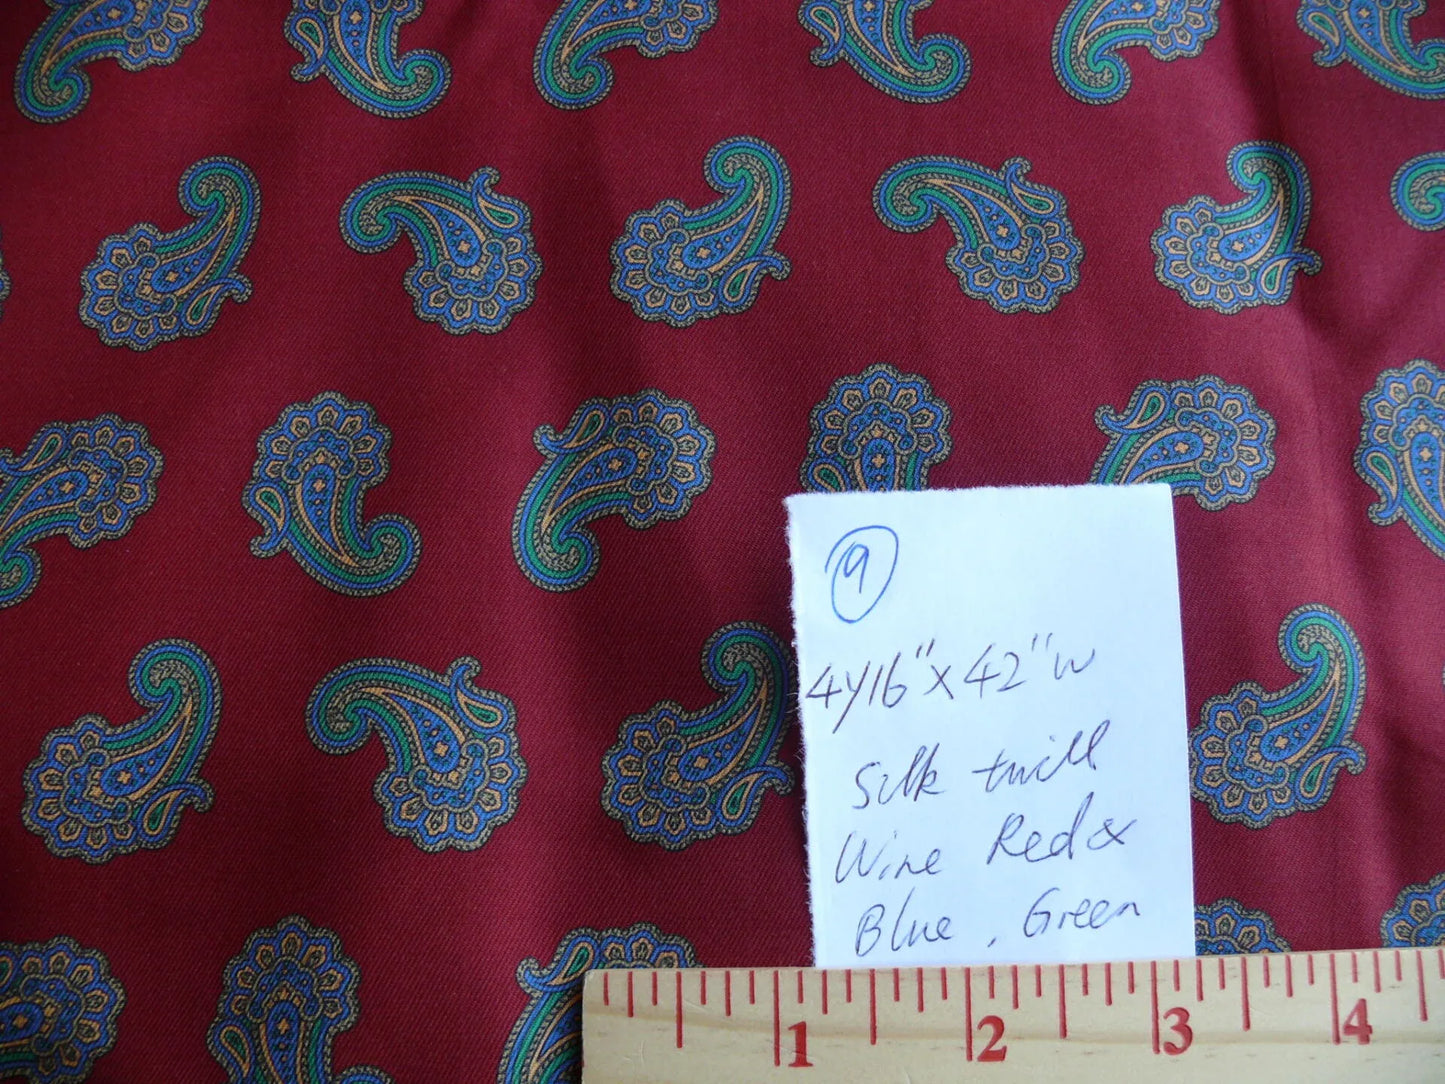 9
4y16"x42"w
Silk twill
Wine Red &
Blue, Green
1 2 3 4